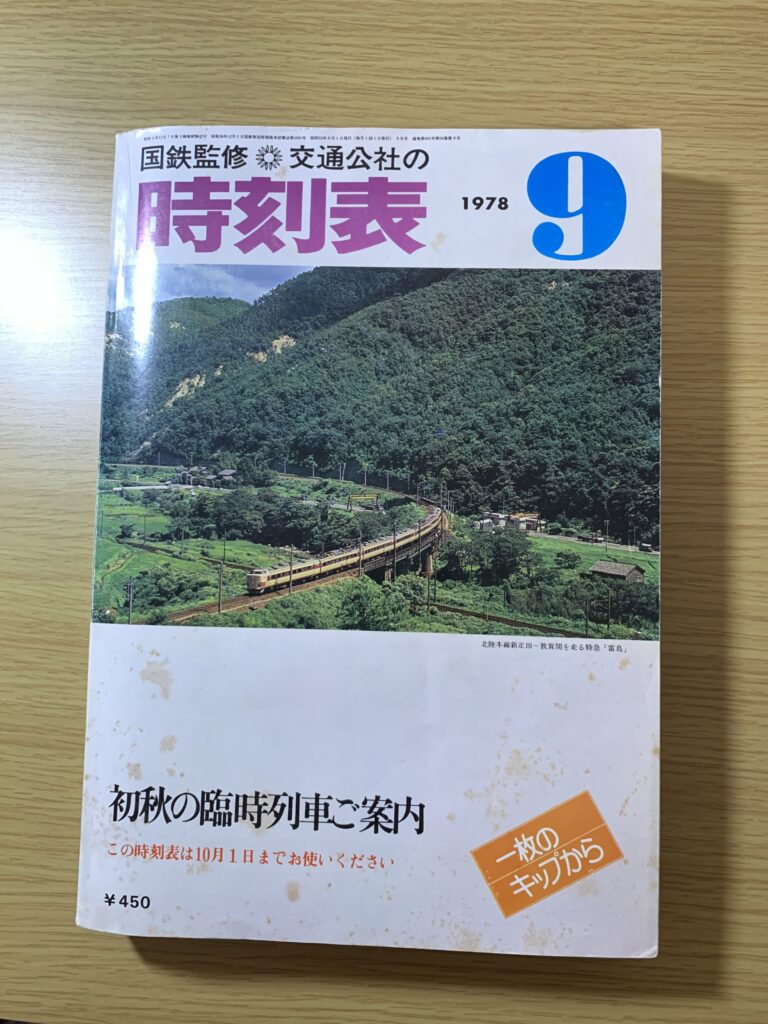 国鉄監修 交通公社の
時刻表
1978 9
北陸本線新疋田〜敦賀間を走る特急「雷鳥」
初秋の臨時列車ご案内
この時刻表は10月1日までお使いください
一枚の
キップから
¥450